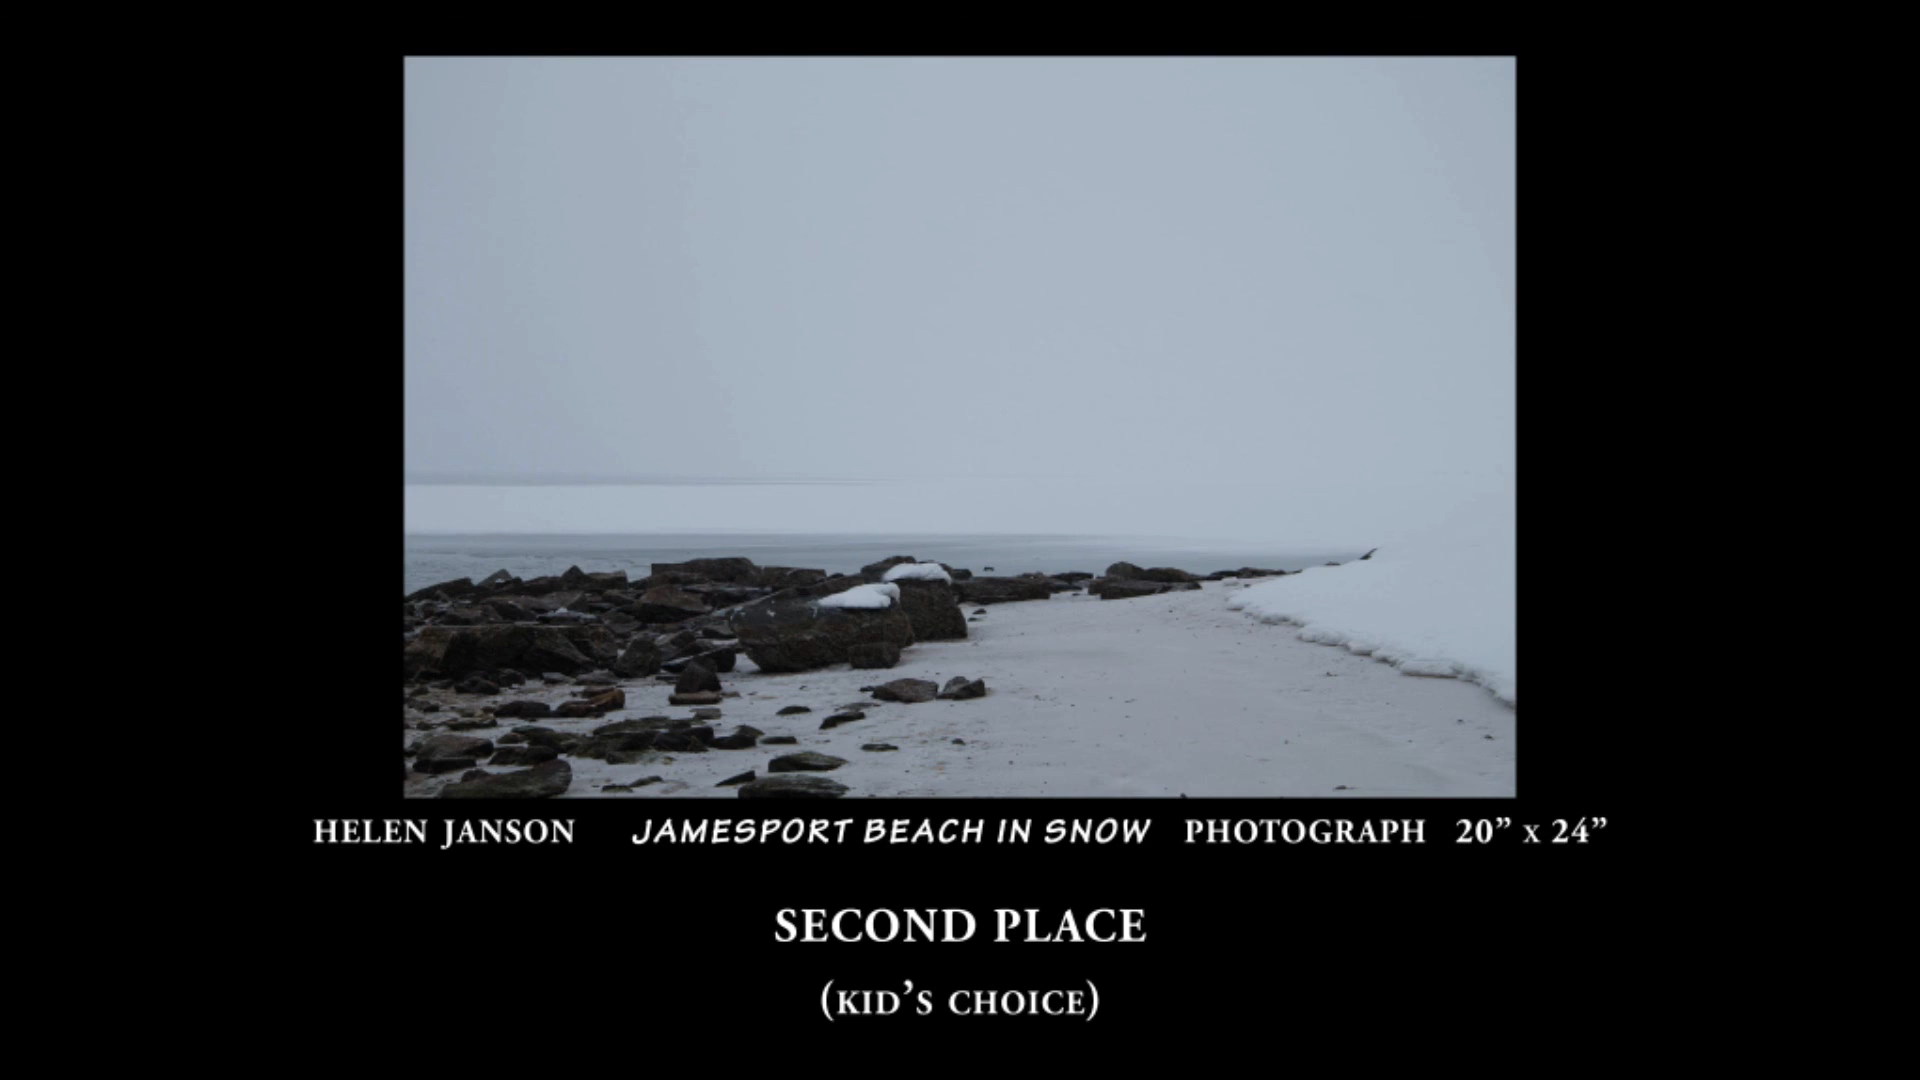 HELEN JANSON JAMESPORT BEACH IN SNOW PHOTOGRAPH 20” x 24”
SECOND PLACE
(KID’S CHOICE)